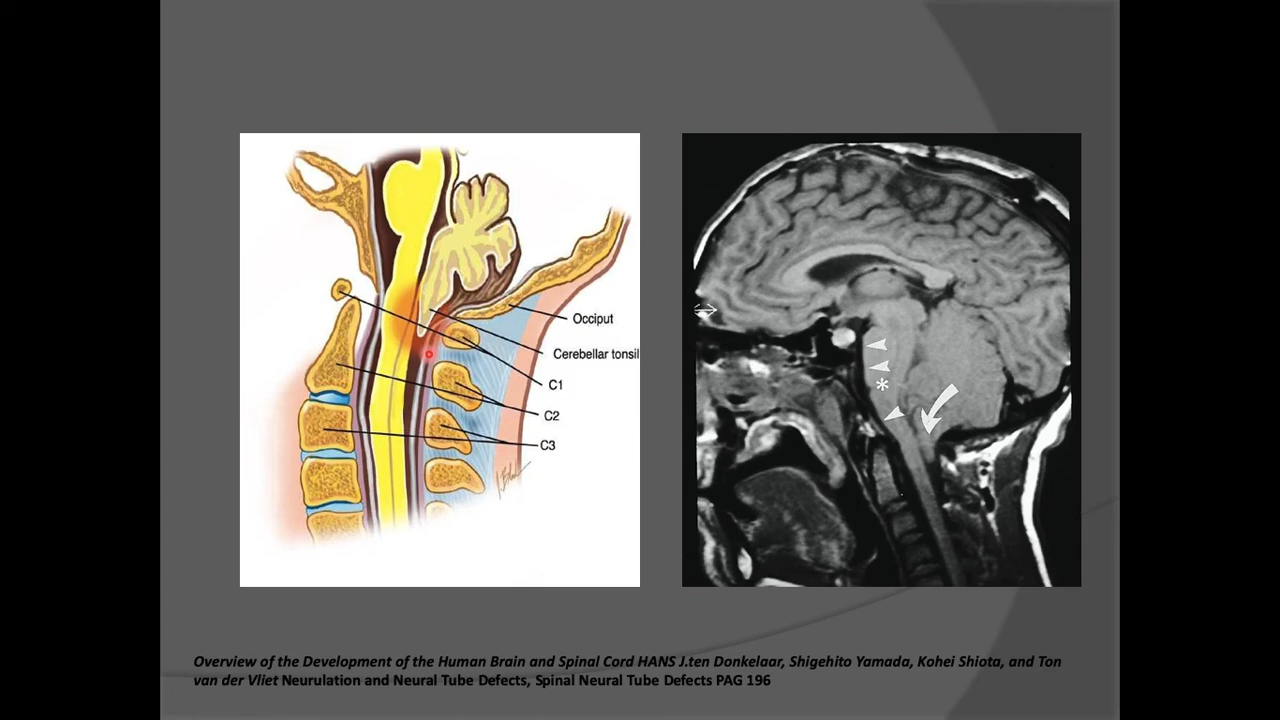 Occiput
Cerebellar tonsil
C1
C2
C3
*
Overview of the Development of the Human Brain and Spinal Cord HANS J.ten Donkelaar, Shigehito Yamada, Kohei Shiota, and Ton
van der Vliet Neurulation and Neural Tube Defects, Spinal Neural Tube Defects PAG 196